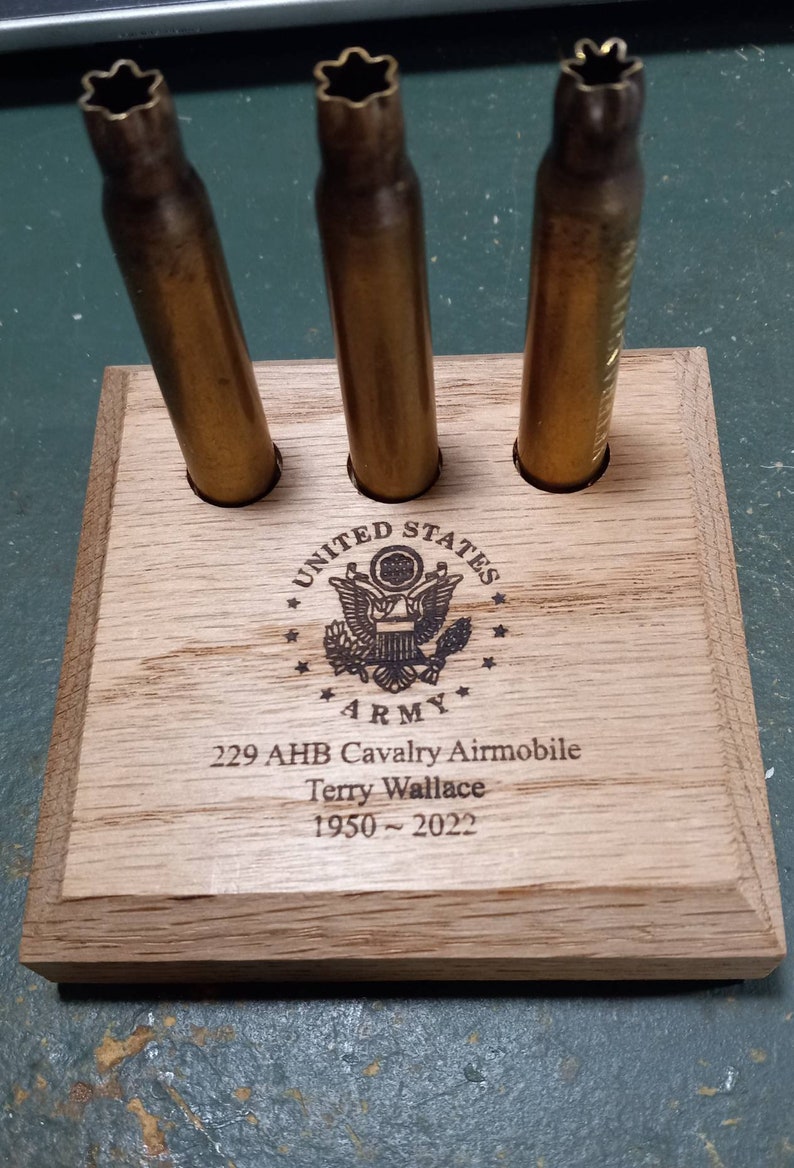 UNITED STATES
ARMY
229 AHB Cavalry Airmobile
Terry Wallace
1950 ~ 2022